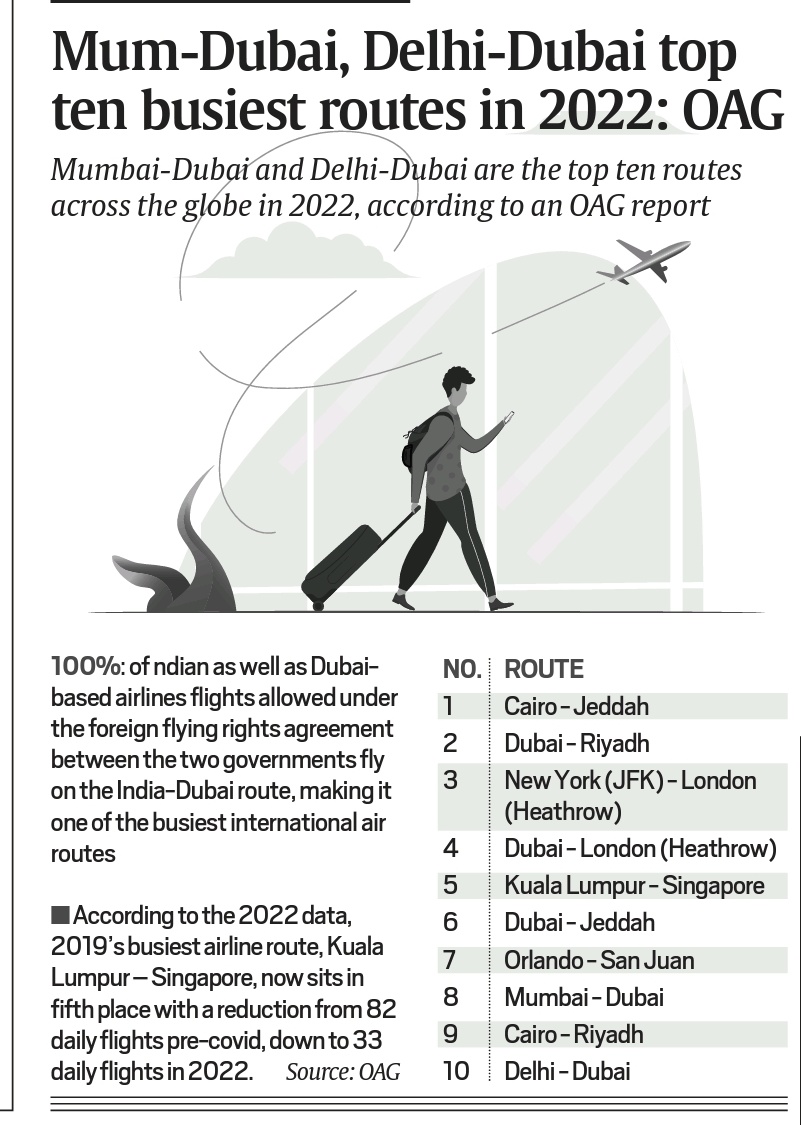 Mum-Dubai, Delhi-Dubai top
ten busiest routes in 2022: OAG
Mumbai-Dubai and Delhi-Dubai are the top ten routes
across the globe in 2022, according to an OAG report
100%: of ndian as well as Dubai-
based airlines flights allowed under
the foreign flying rights agreement
between the two governments fly
on the India-Dubai route, making it
one of the busiest international air
routes
■ According to the 2022 data,
2019's busiest airline route, Kuala
Lumpur – Singapore, now sits in
fifth place with a reduction from 82
daily flights pre-covid, down to 33
daily flights in 2022. Source: OAG
NO. ROUTE
1 Cairo – Jeddah
2 Dubai – Riyadh
3 New York (JFK) – London
(Heathrow)
4 Dubai – London (Heathrow)
5 Kuala Lumpur – Singapore
6 Dubai – Jeddah
7 Orlando – San Juan
8 Mumbai – Dubai
9 Cairo – Riyadh
10 Delhi – Dubai